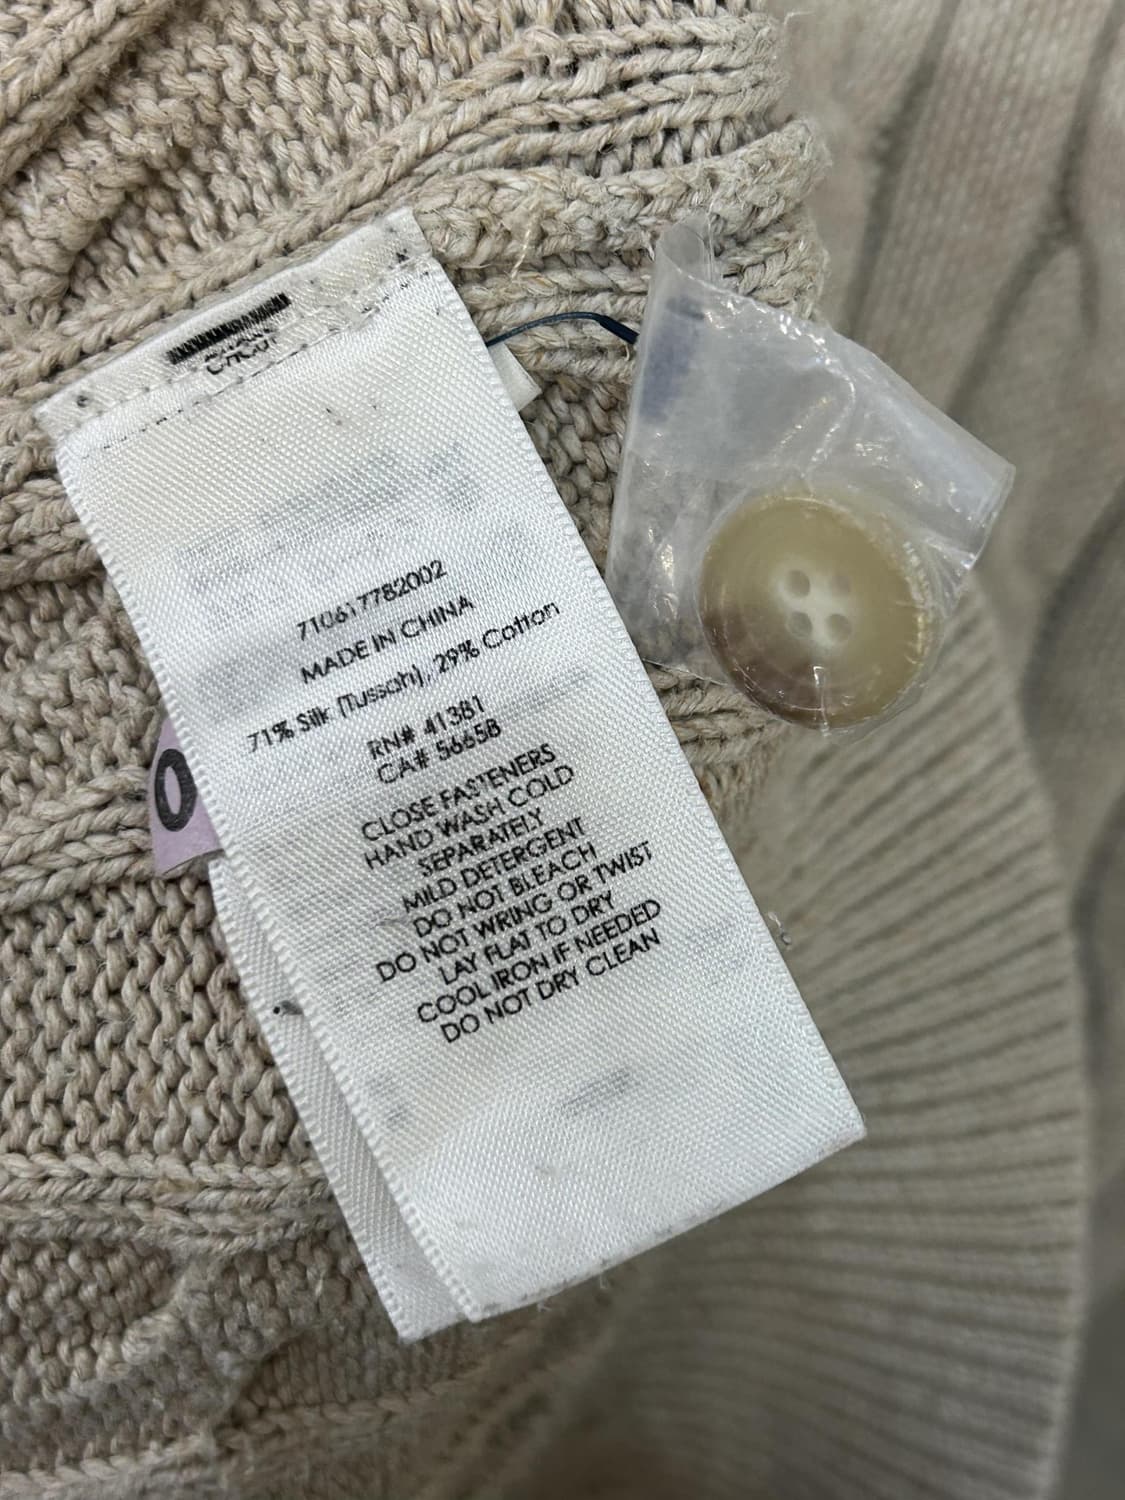 710617782002
MADE IN CHINA
71% Silk (Tussah), 29% Cotton
RN# 41381
CA# 56658
CLOSE FASTENERS
HAND WASH COLD
SEPARATELY
MILD DETERGENT
DO NOT BLEACH
DO NOT WRING OR TWIST
LAY FLAT TO DRY
COOL IRON IF NEEDED
DO NOT DRY CLEAN
0